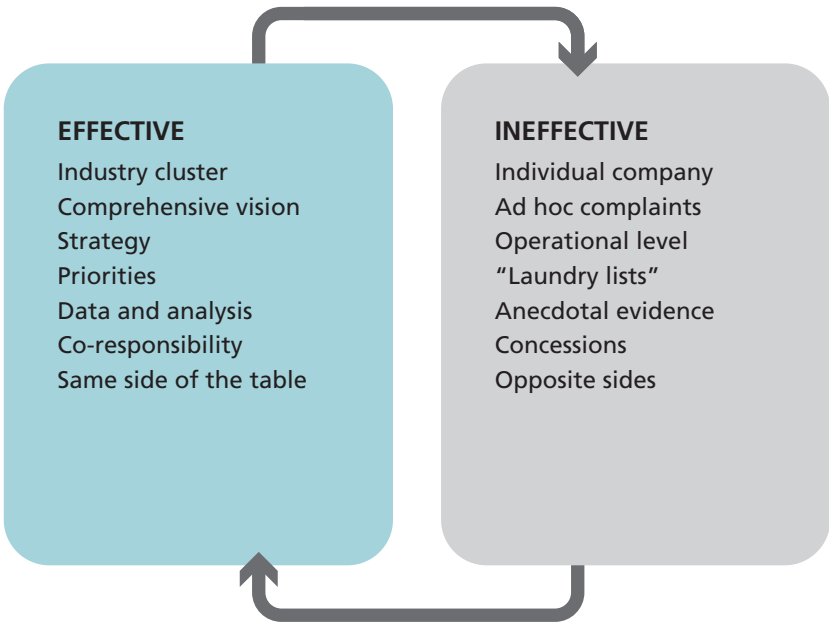 EFFECTIVE
Industry cluster
Comprehensive vision
Strategy
Priorities
Data and analysis
Co-responsibility
Same side of the table
INEFFECTIVE
Individual company
Ad hoc complaints
Operational level
“Laundry lists”
Anecdotal evidence
Concessions
Opposite sides